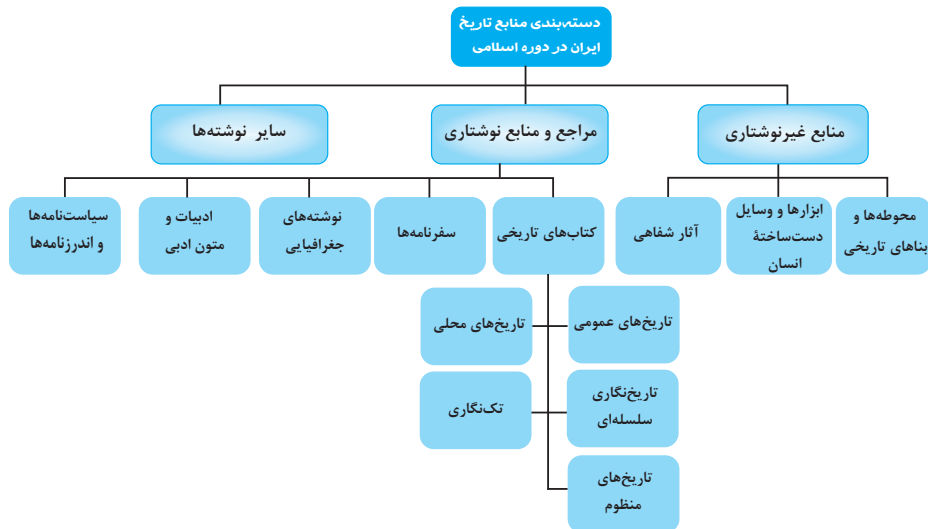 دسته‌بندی منابع تاریخ
ایران در دوره اسلامی
منابع غیرنوشتاری
مراجع و منابع نوشتاری
سایر نوشته‌ها
محوطه‌ها و
بناهای تاریخی
ابزارها و وسایل
دست‌ساختهٔ
انسان
آثار شفاهی
کتاب‌های تاریخی
سفرنامه‌ها
نوشته‌های
جغرافیایی
ادبیات و
متون ادبی
سیاست‌نامه‌ها
و اندرزنامه‌ها
تاریخ‌های عمومی
تاریخ‌های محلی
تاریخ‌نگاری
سلسله‌ای
تک‌نگاری
تاریخ‌های
منظوم